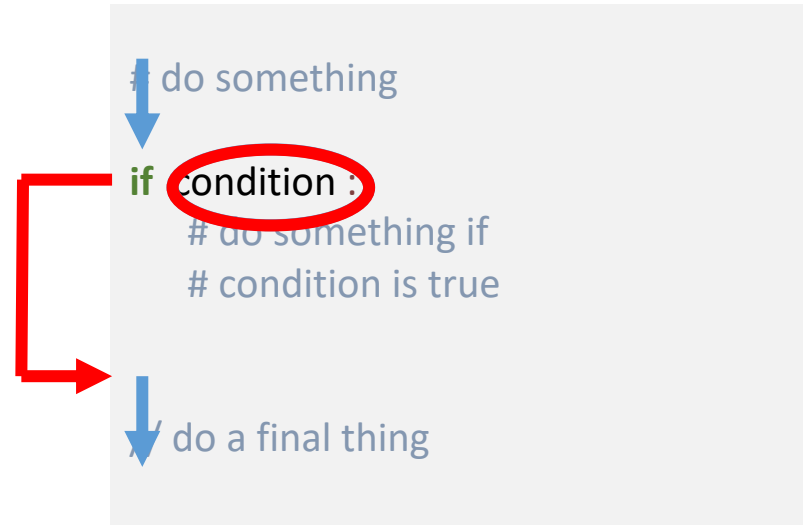 # do something
if condition :
# do something if
# condition is true
// do a final thing